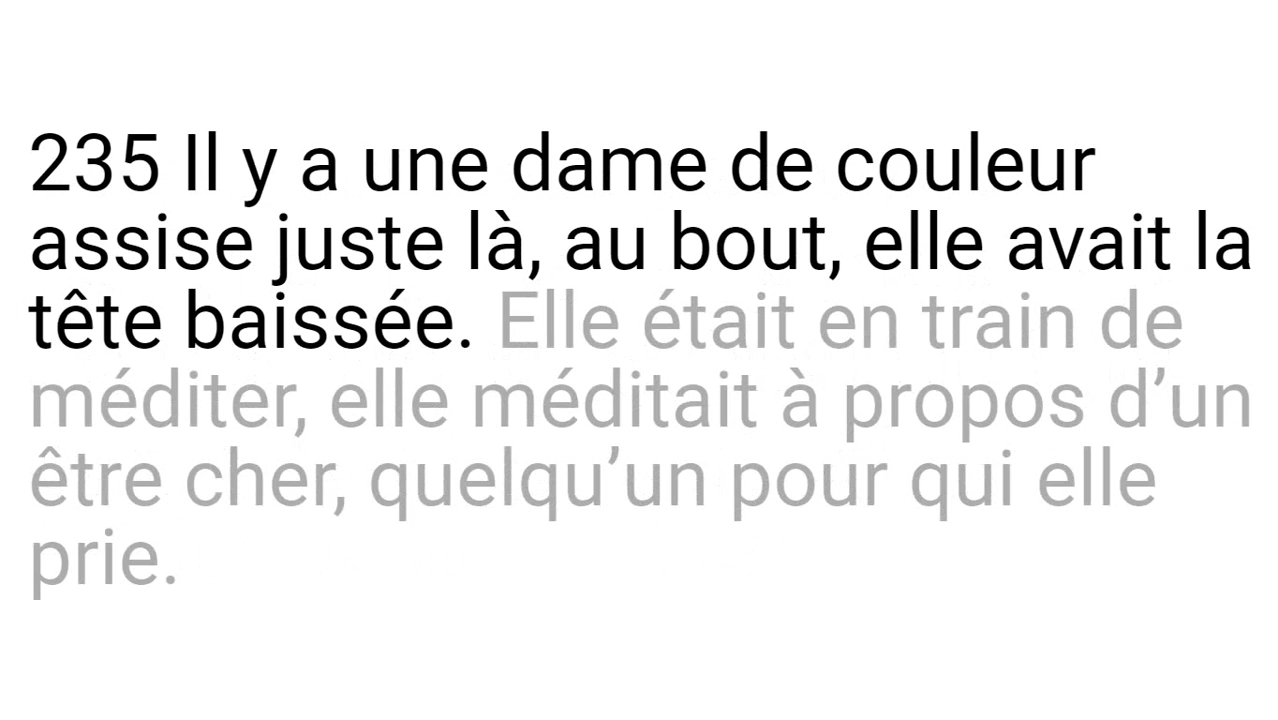 235 Il y a une dame de couleur
assise juste là, au bout, elle avait la
tête baissée. Elle était en train de
méditer, elle méditait à propos d’un
être cher, quelqu’un pour qui elle
prie.